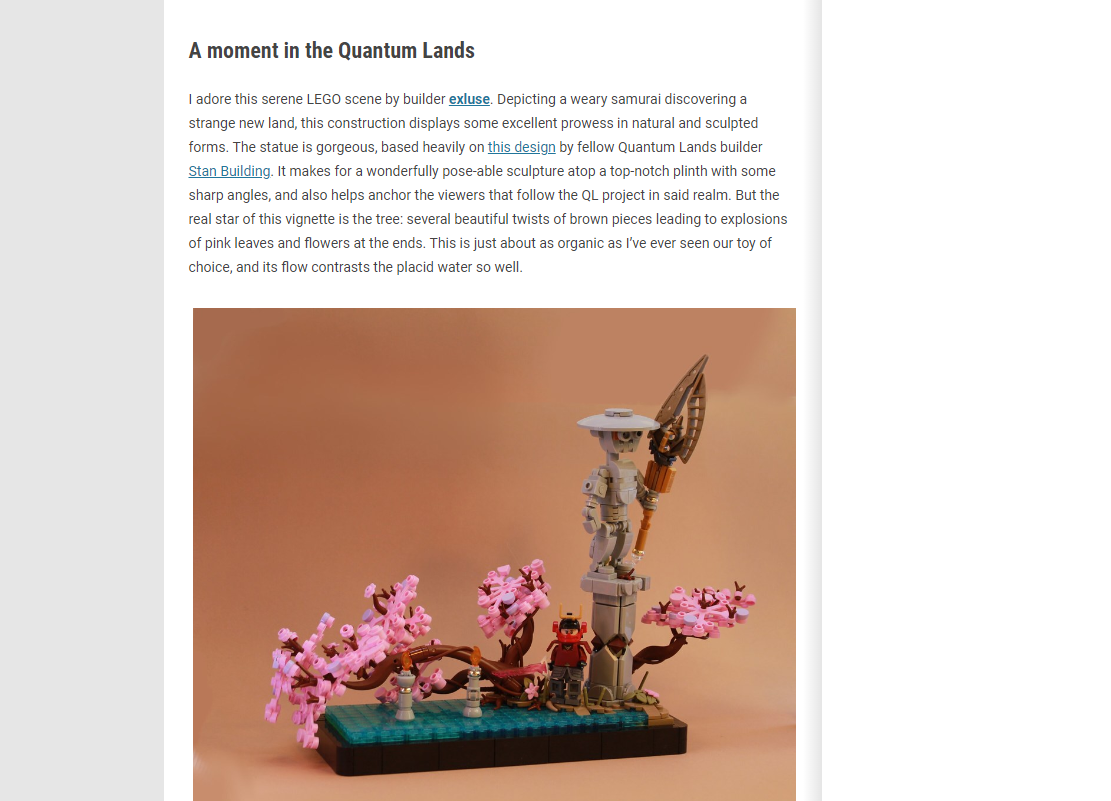 A moment in the Quantum Lands
I adore this serene LEGO scene by builder exluse. Depicting a weary samurai discovering a
strange new land, this construction displays some excellent prowess in natural and sculpted
forms. The statue is gorgeous, based heavily on this design by fellow Quantum Lands builder
Stan Building. It makes for a wonderfully pose-able sculpture atop a top-notch plinth with some
sharp angles, and also helps anchor the viewers that follow the QL project in said realm. But the
real star of this vignette is the tree: several beautiful twists of brown pieces leading to explosions
of pink leaves and flowers at the ends. This is just about as organic as I’ve ever seen our toy of
choice, and its flow contrasts the placid water so well.